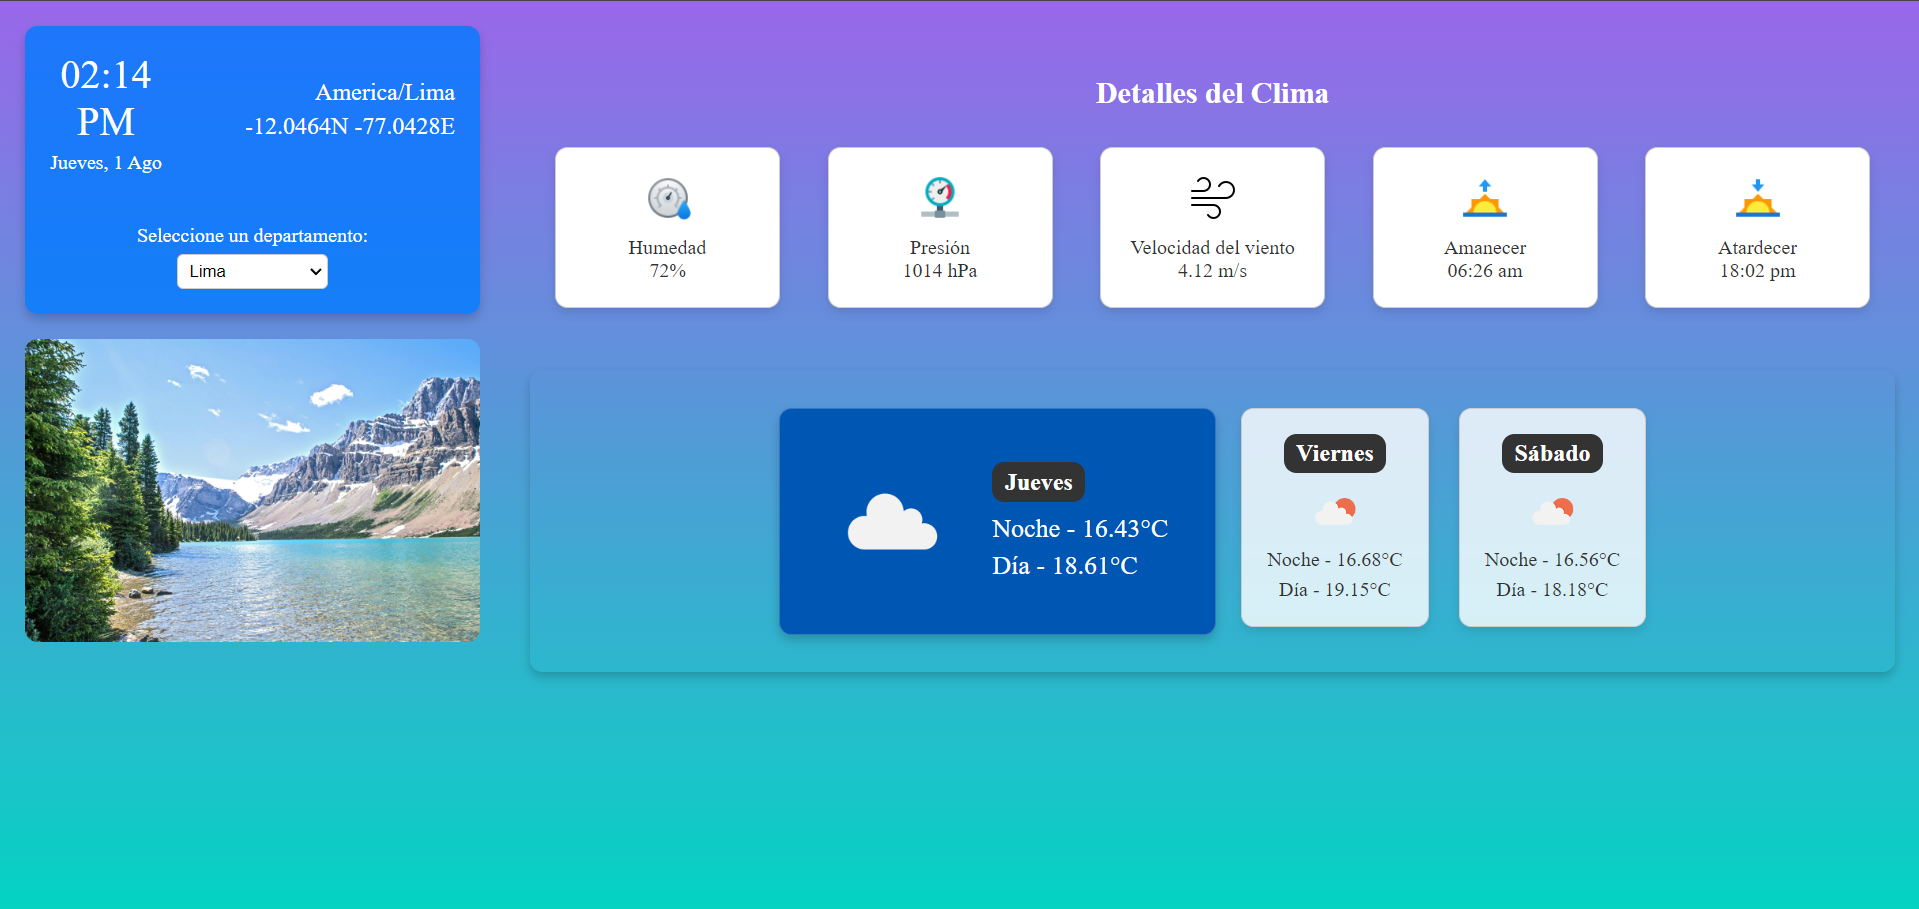 02:14
PM
Jueves, 1 Ago
America/Lima
-12.0464N -77.0428E
Seleccione un departamento:
Lima
Detalles del Clima
Humedad
72%
Presión
1014 hPa
Velocidad del viento
4.12 m/s
Amanecer
06:26 am
Atardecer
18:02 pm
Jueves
Noche - 16.43°C
Día - 18.61°C
Viernes
Noche - 16.68°C
Día - 19.15°C
Sábado
Noche - 16.56°C
Día - 18.18°C